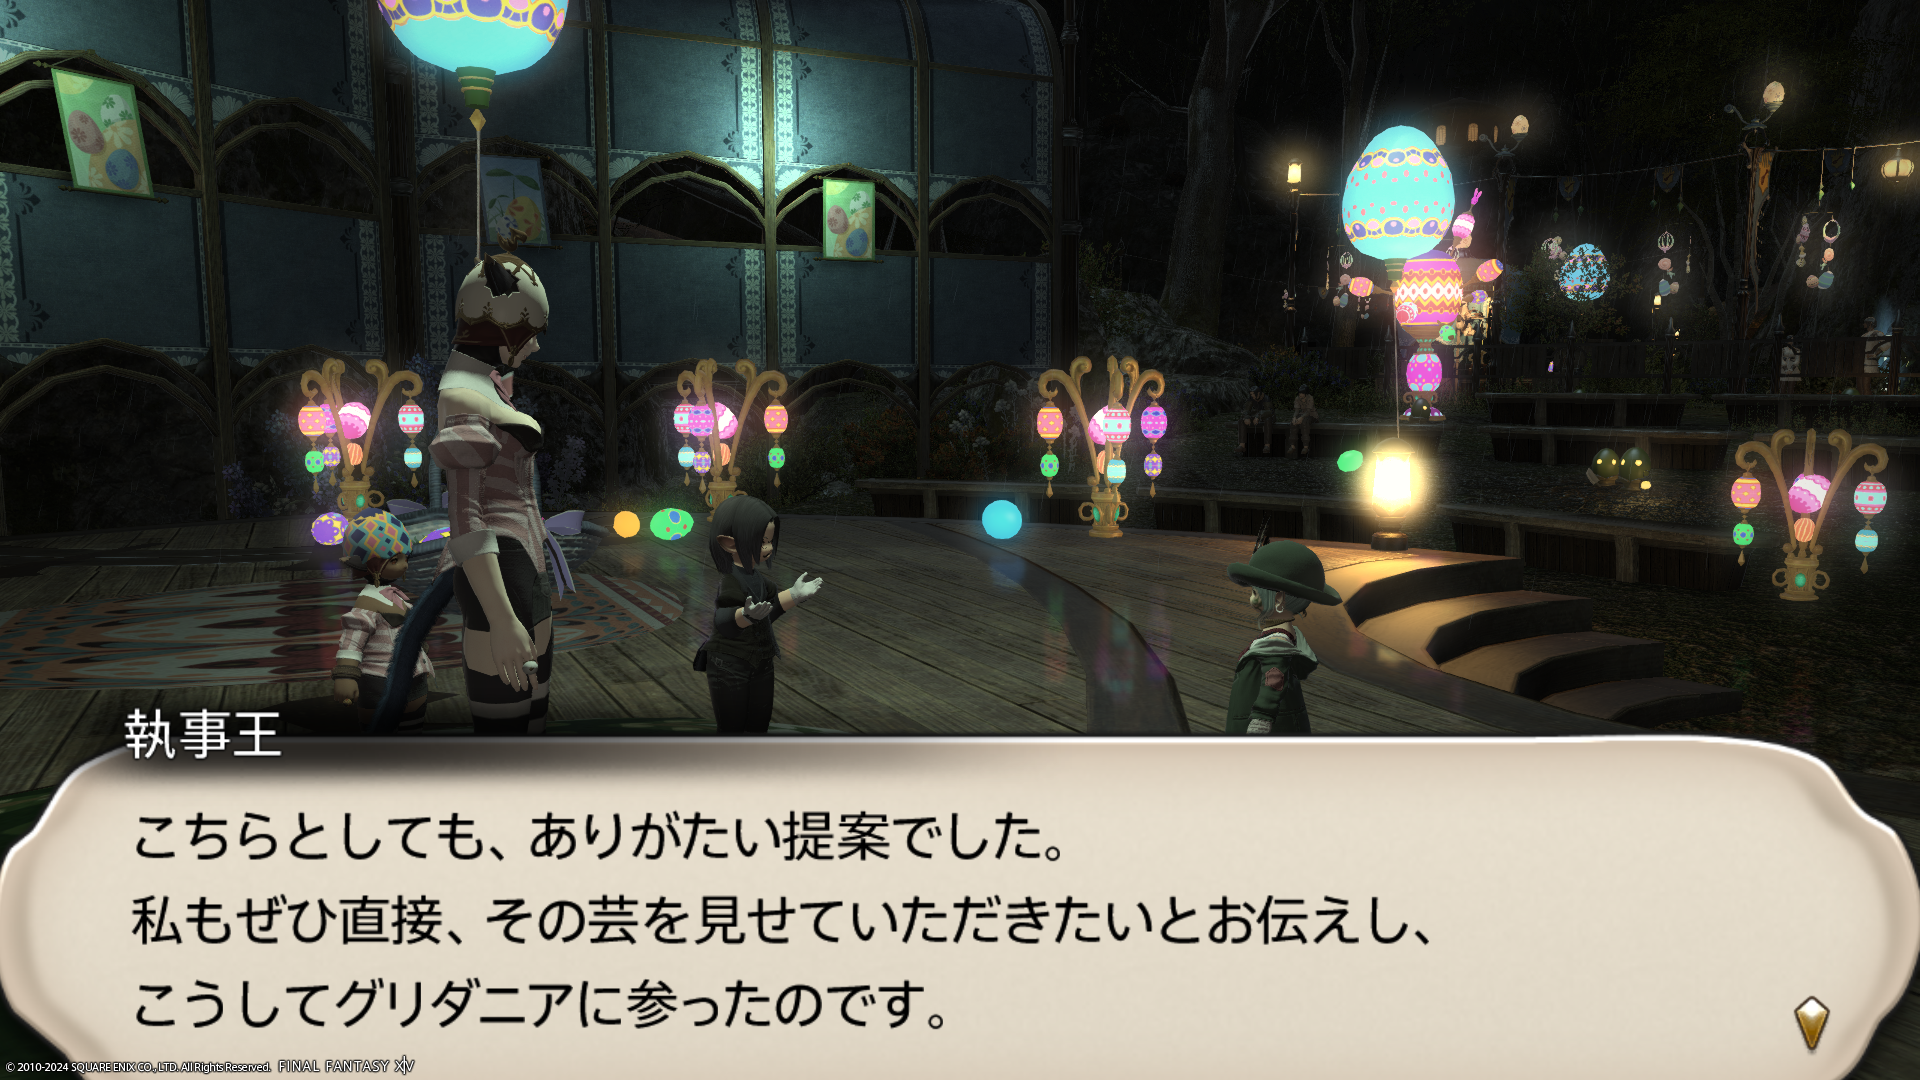 執事王
こちらとしても、ありがたい提案でした。
私もぜひ直接、その芸を見せていただきたいとお伝えし、
こうしてグリダニアに参ったのです。
© 2010-2024 SQUARE ENIX CO., LTD. All Rights Reserved. FINAL FANTASY XIV